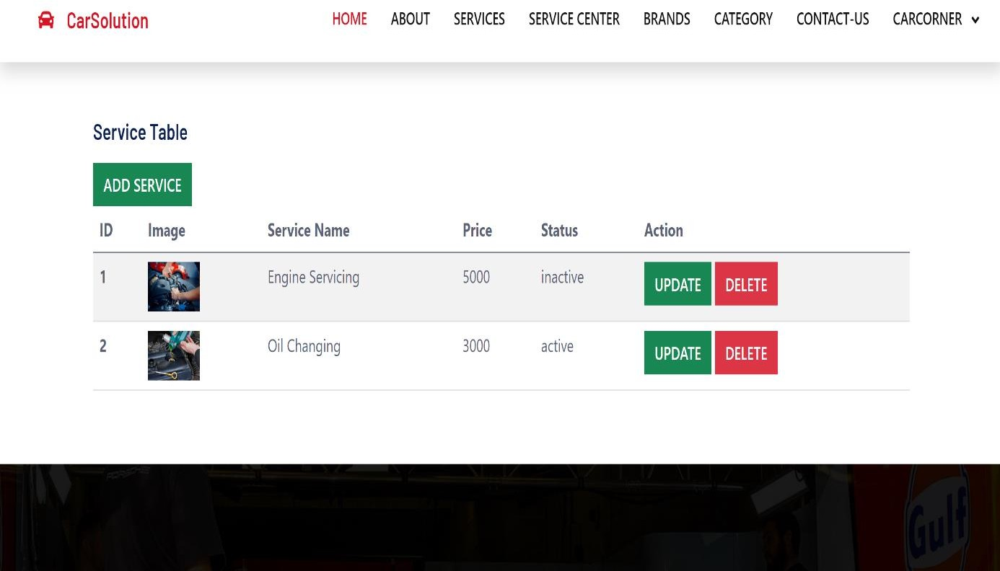 CarSolution HOME ABOUT SERVICES SERVICE CENTER BRANDS CATEGORY CONTACT-US CARCORNER
Service Table
ADD SERVICE
ID Image Service Name Price Status Action
1 Engine Servicing 5000 inactive UPDATE DELETE
2 Oil Changing 3000 active UPDATE DELETE
PORSCHE
Gulf